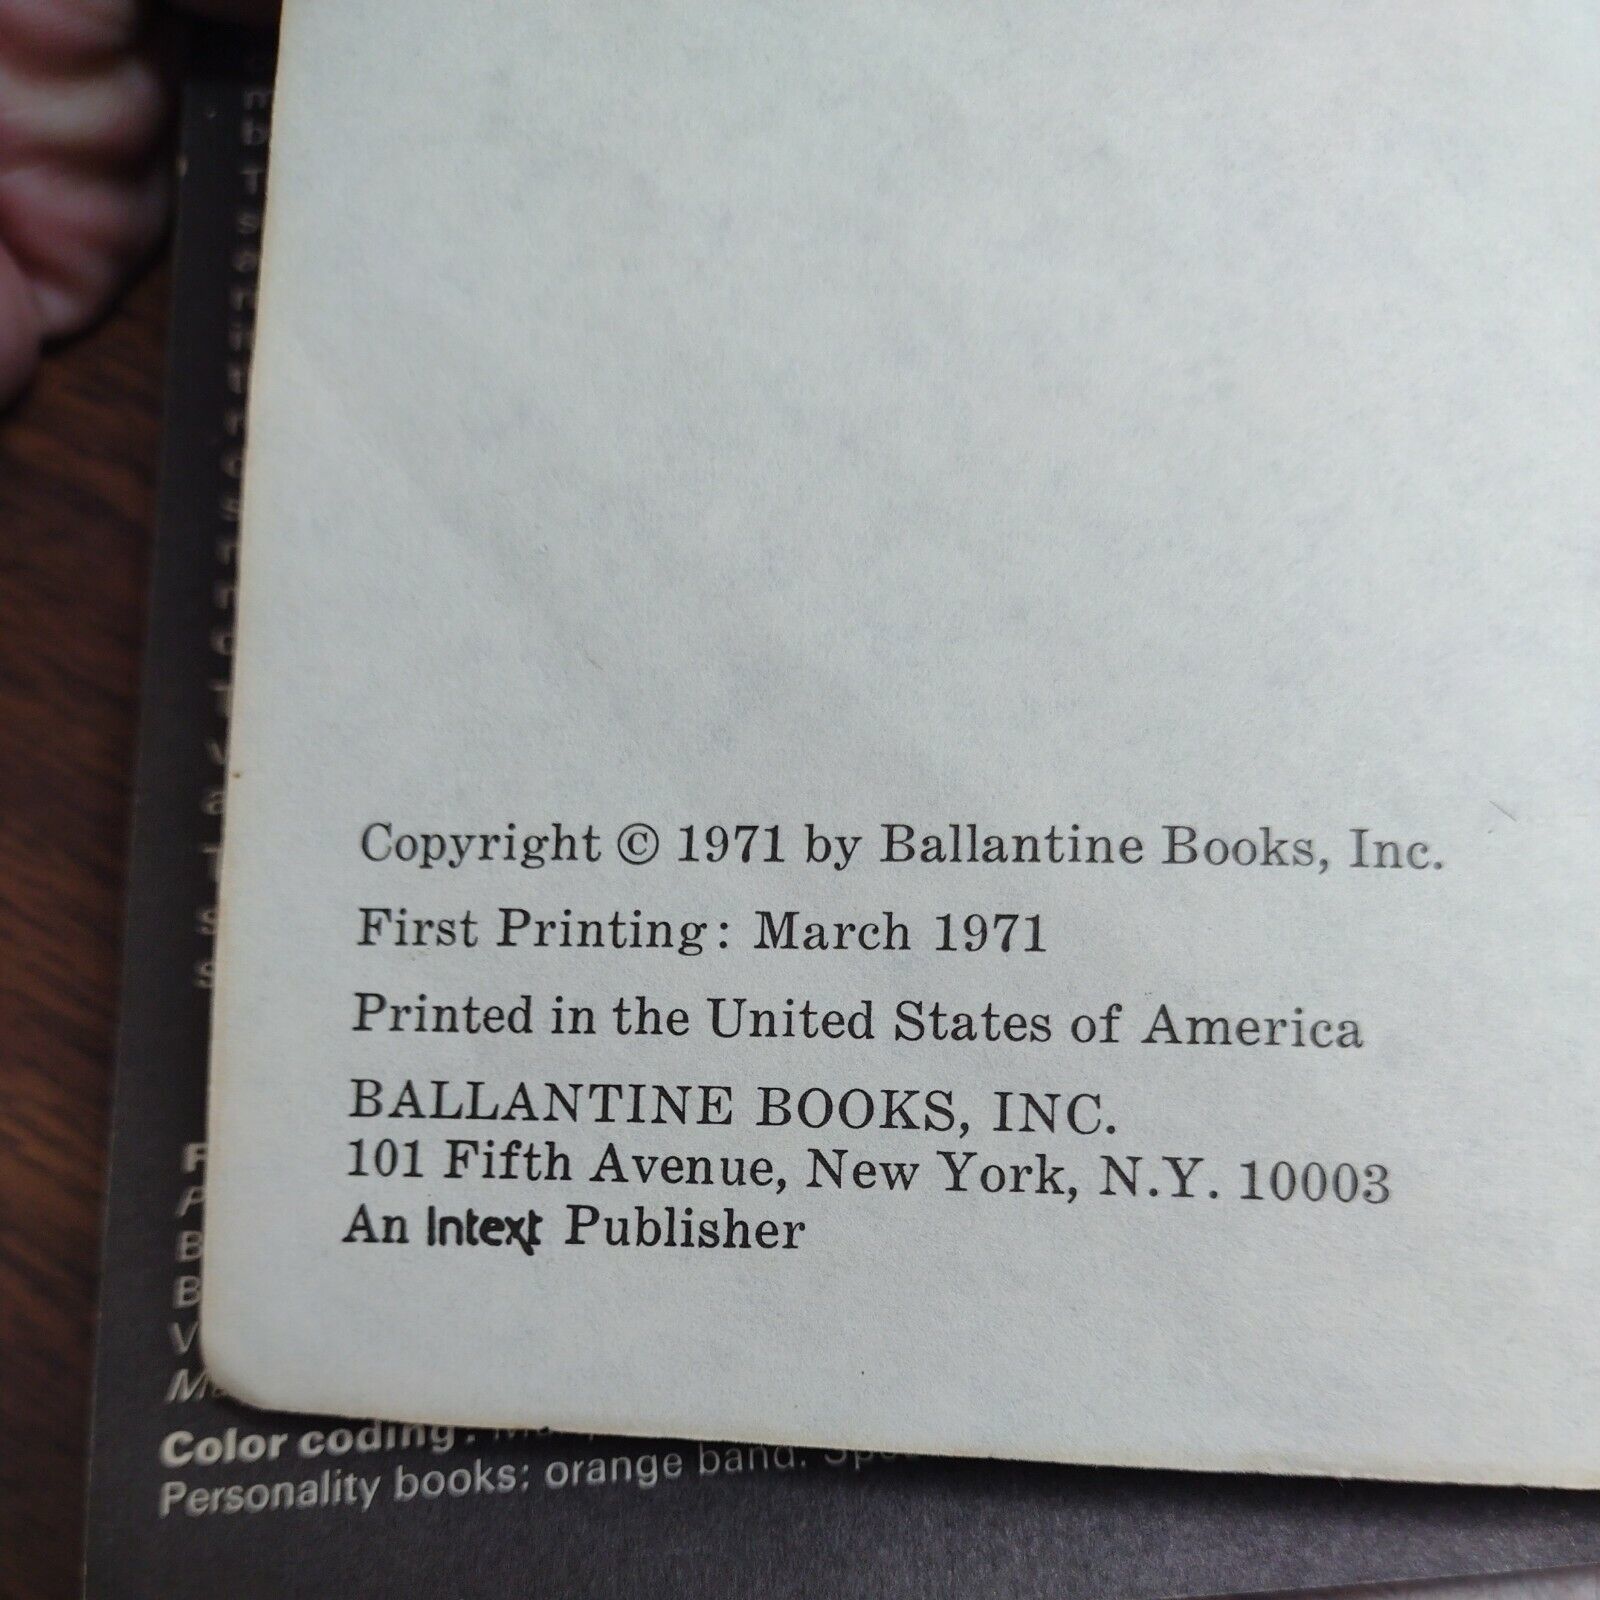 Copyright © 1971 by Ballantine Books, Inc.
First Printing: March 1971
Printed in the United States of America
BALLANTINE BOOKS, INC.
101 Fifth Avenue, New York, N.Y. 10003
An Intext Publisher
Color coding:
Personality books: orange band.